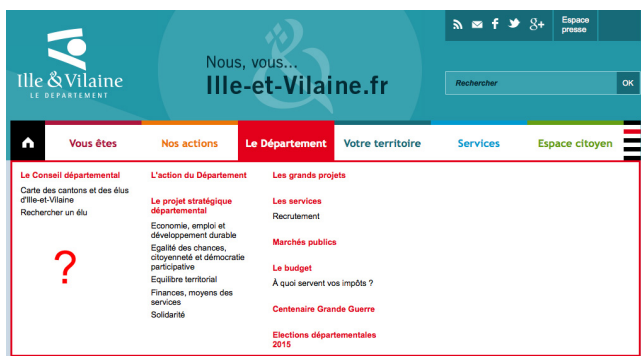 Espace
presse
Ille & Vilaine
LE DEPARTEMENT
Nous, vous...
Ille-et-Vilaine.fr
Rechercher
OK
Vous êtes
Nos actions
Le Département
Votre territoire
Services
Espace citoyen
Le Conseil départemental
Carte des cantons et des élus
d'Ille-et-Vilaine
Rechercher un élu
?
L'action du Département
Le projet stratégique
départemental
Economie, emploi et
développement durable
Egalité des chances,
citoyenneté et démocratie
participative
Equilibre territorial
Finances, moyens des
services
Solidarité
Les grands projets
Les services
Recrutement
Marchés publics
Le budget
À quoi servent vos impôts ?
Centenaire Grande Guerre
Elections départementales
2015